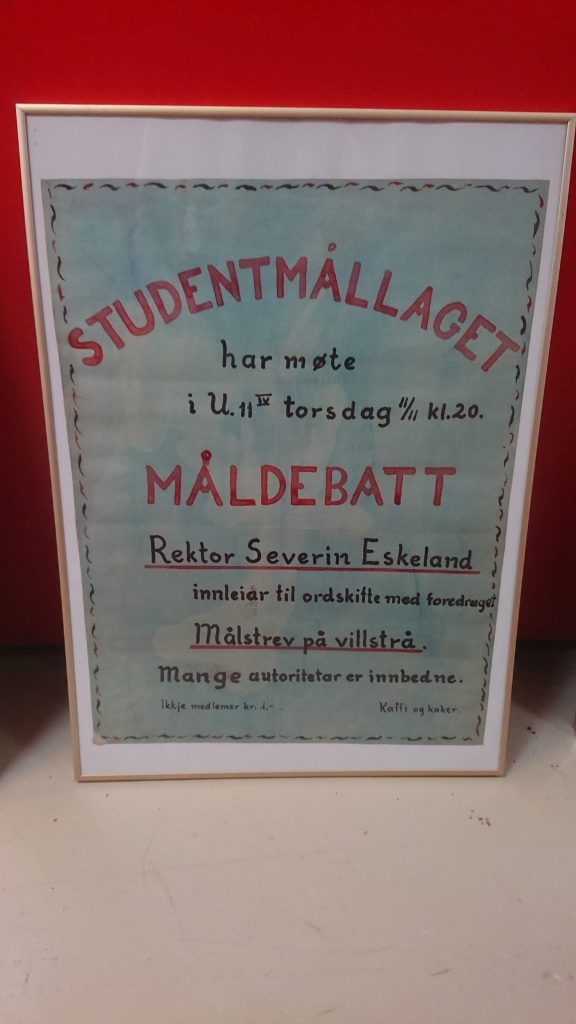 STUDENTMÅLLAGET
har møte
i U.11 IV torsdag 11/11 kl.20.
MÅLDEBATT
Rektor Severin Eskeland
innleiar til ordskifte med foredraget
Målstrev på villstrå.
Mange autoritetar er innbedne.
Ikkje medlemer kr. 1.- . Kaffi og kaker.